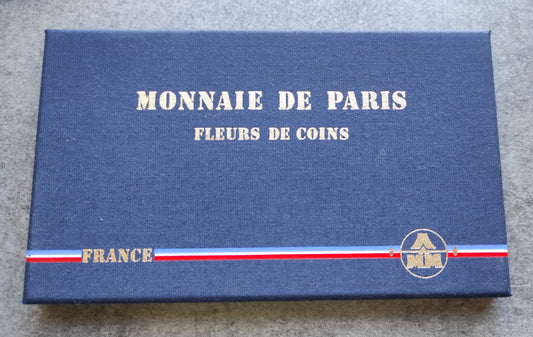 MONNAIE DE PARIS
FLEURS DE COINS
FRANCE